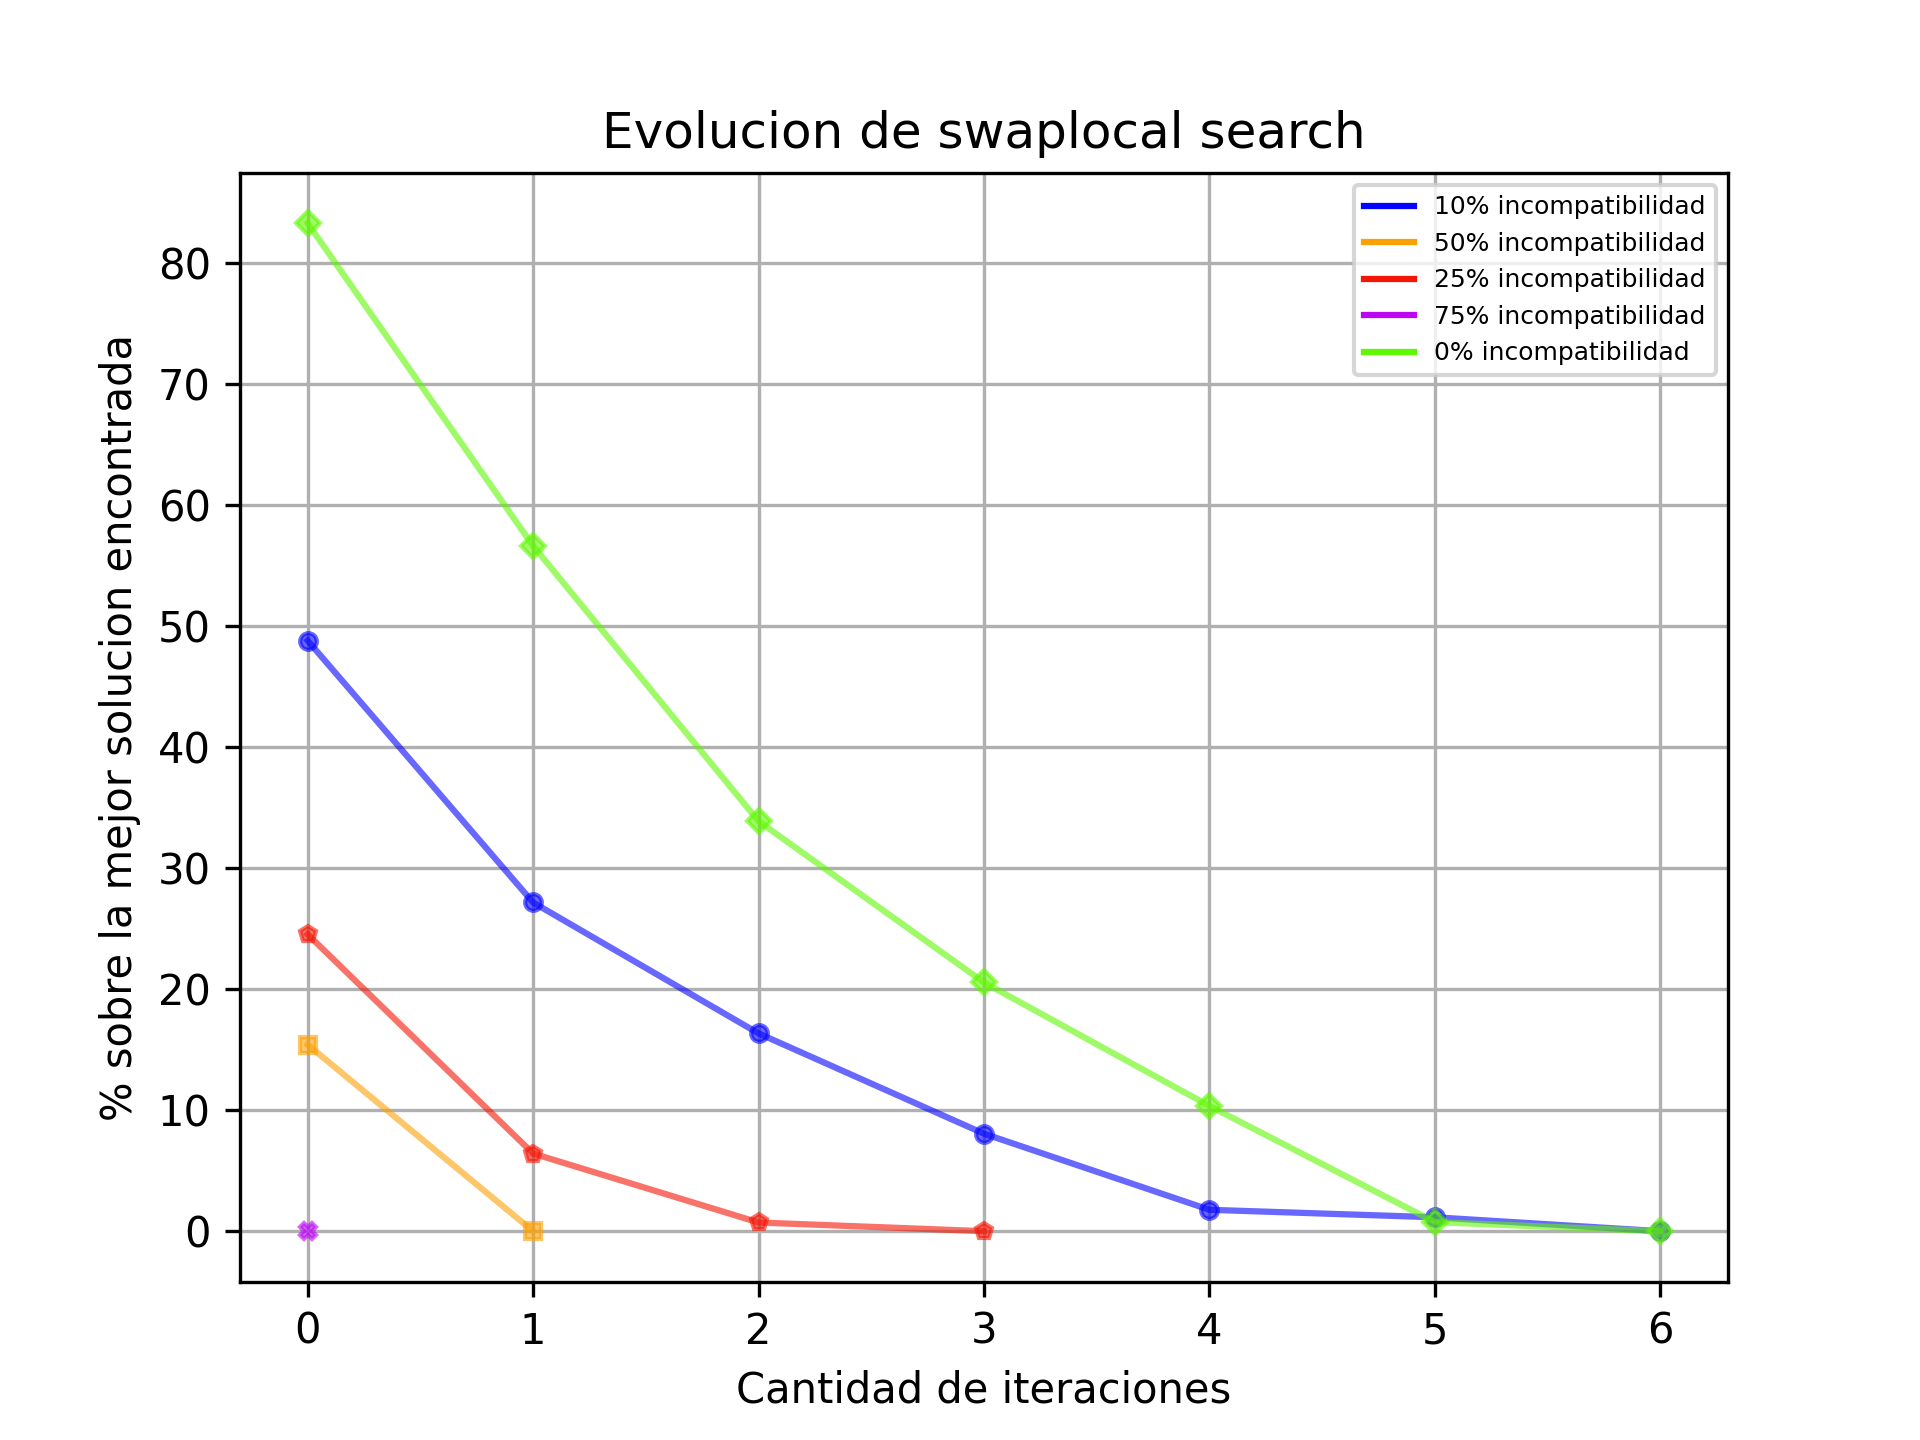 Evolucion de swaplocal search
10% incompatibilidad
50% incompatibilidad
25% incompatibilidad
75% incompatibilidad
0% incompatibilidad
% sobre la mejor solucion encontrada
80
70
60
50
40
30
20
10
0
0 1 2 3 4 5 6
Cantidad de iteraciones